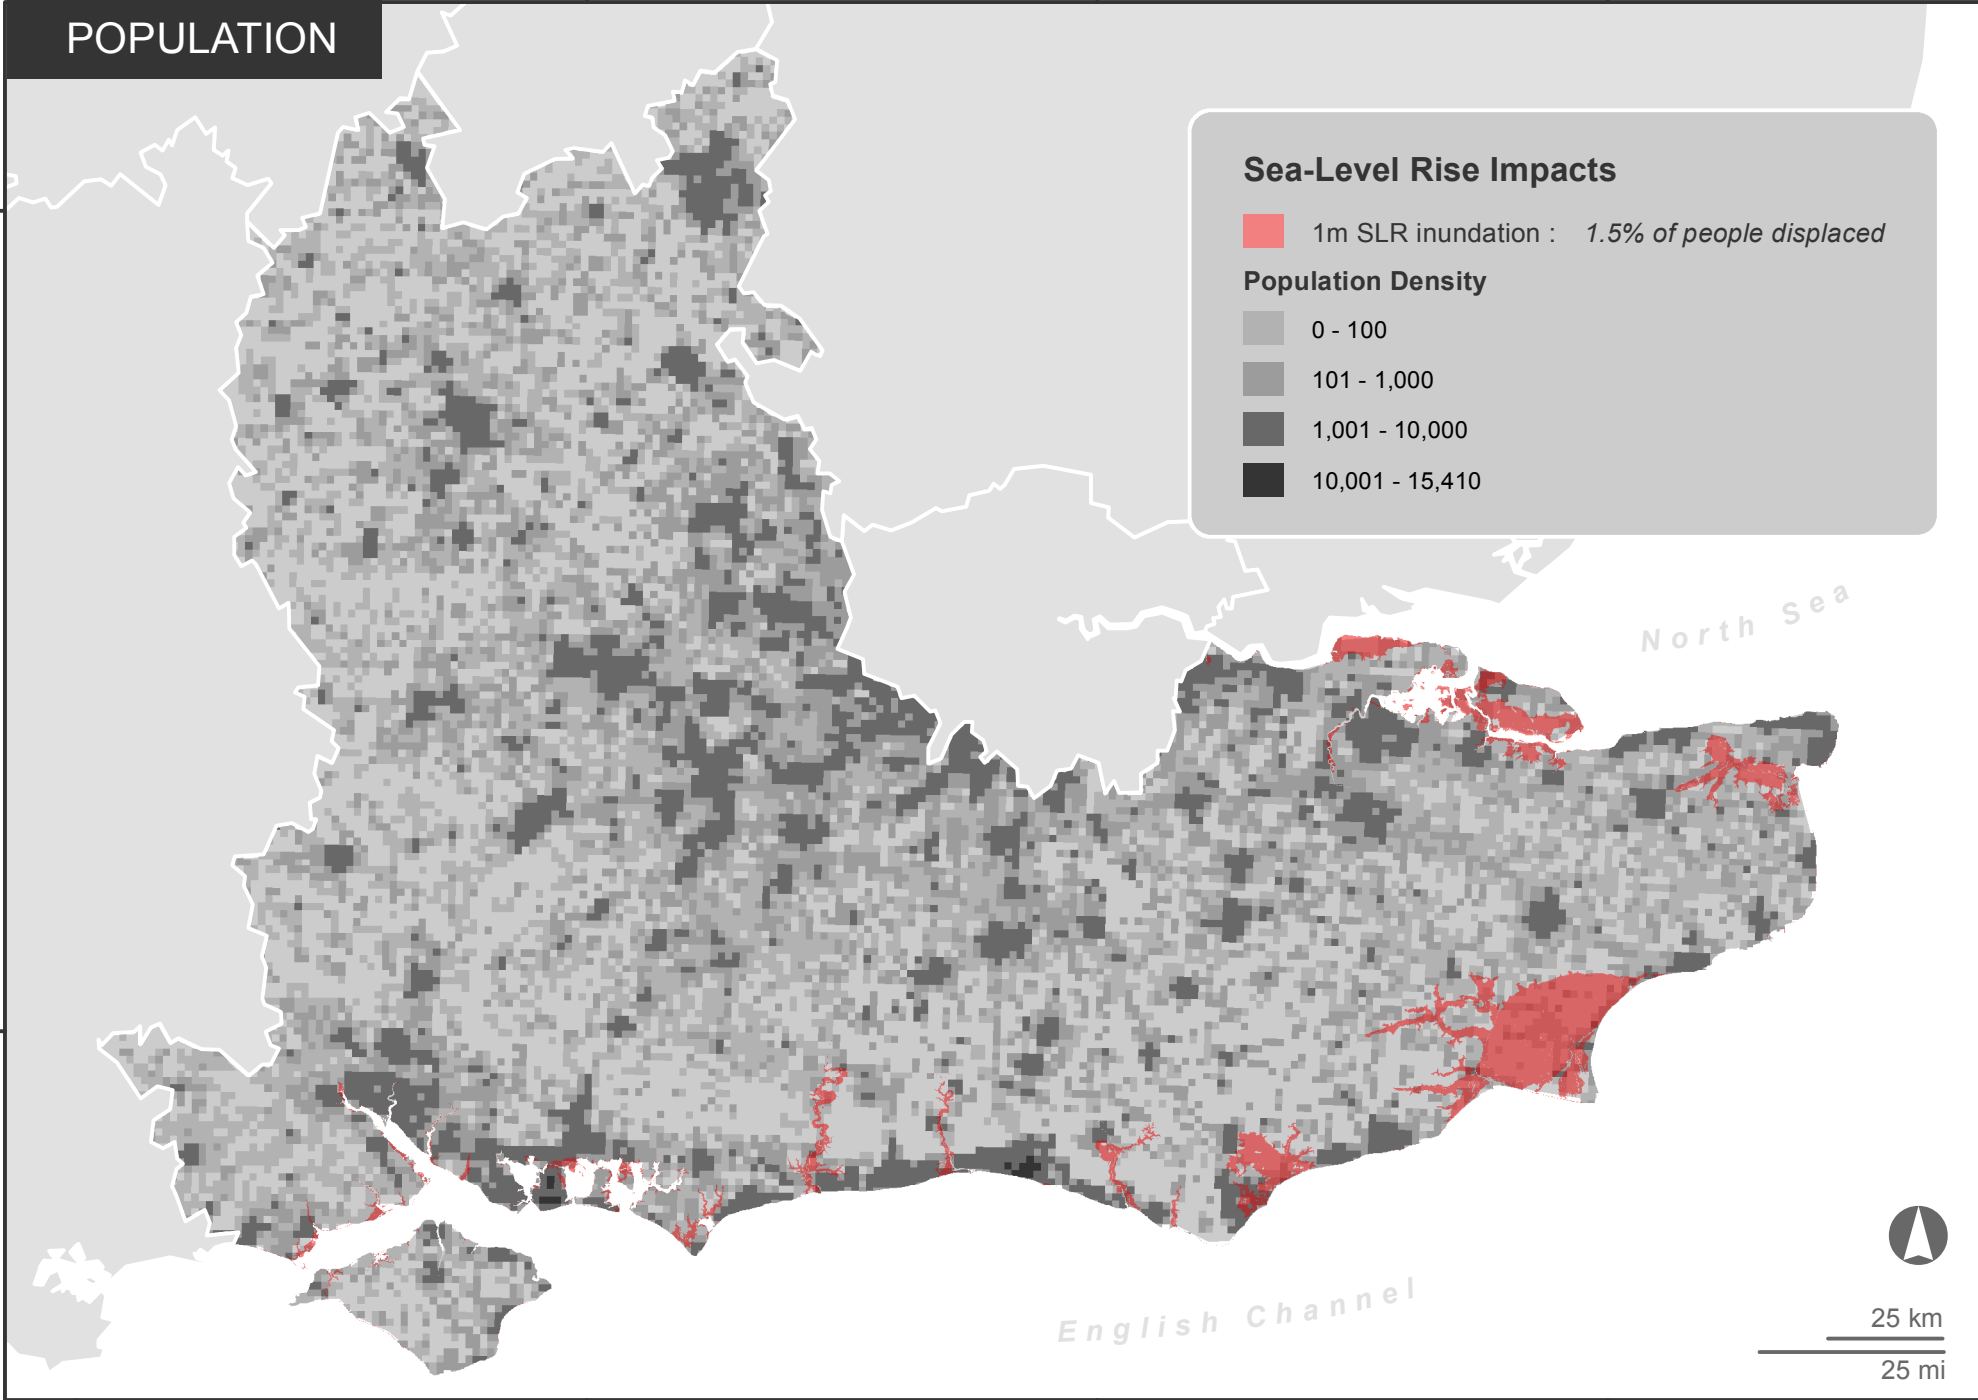 POPULATION
Sea-Level Rise Impacts
1m SLR inundation : 1.5% of people displaced
Population Density
0 - 100
101 - 1,000
1,001 - 10,000
10,001 - 15,410
North Sea
English Channel
25 km
25 mi